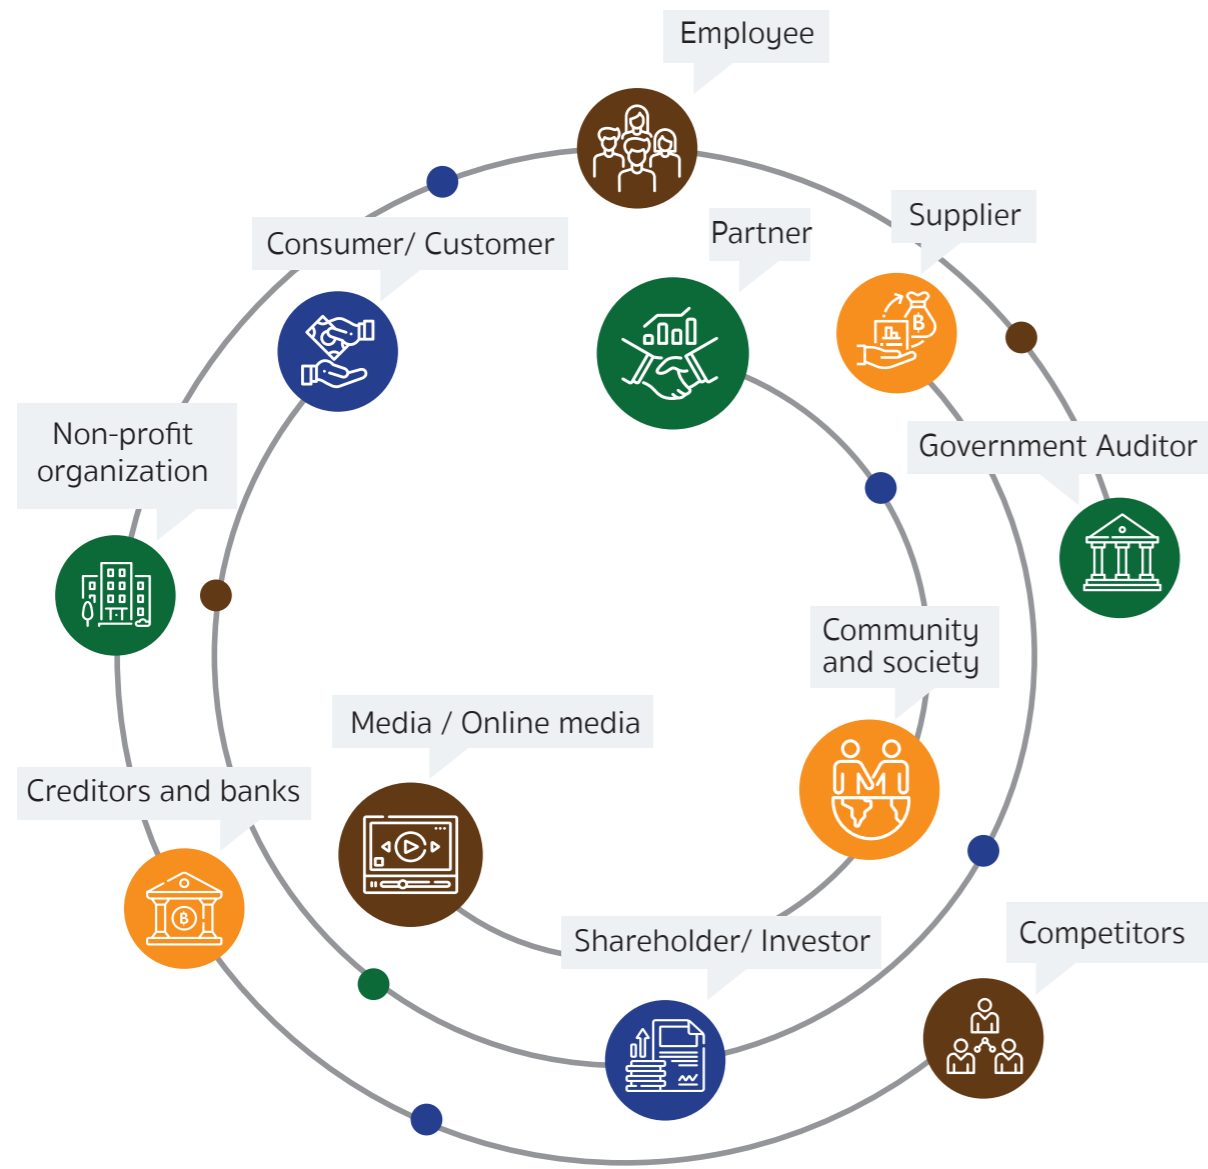 Employee
Supplier
Partner
Consumer/ Customer
Non-profit
organization
Government Auditor
Community
and society
Media / Online media
Creditors and banks
Shareholder/ Investor
Competitors
฿
฿